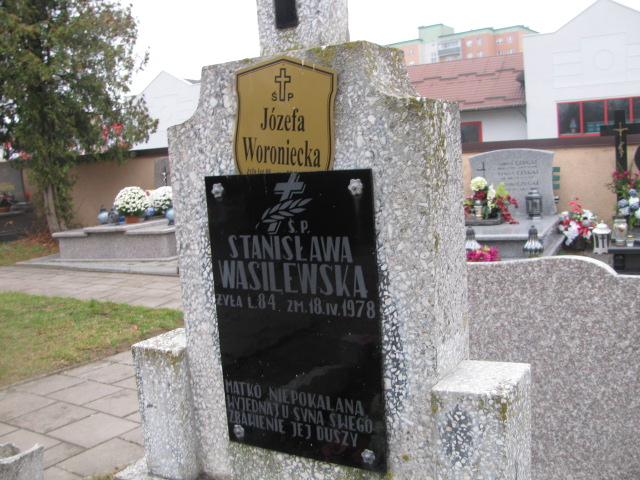 Ś P
Józefa
Woroniecka
Ś.P.
STANISŁAWA
WASILEWSKA
ŻYŁA L.84. ZM.18.IV.1978
MATKO NIEPOKALANA
WYJEDNAJ U SYNA SWEGO
ZBAWIENIE JEJ DUSZY